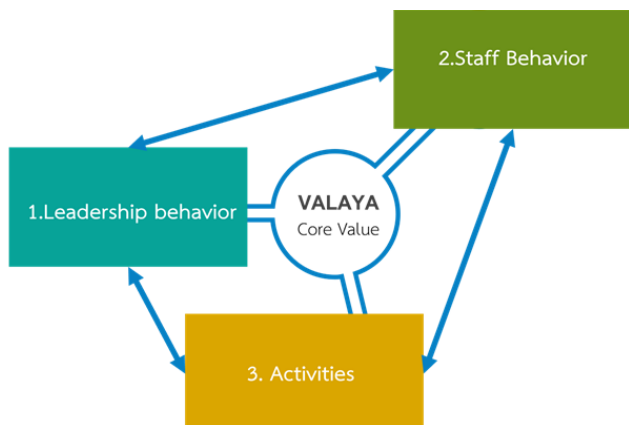 2.Staff Behavior
1.Leadership behavior
VALAYA
Core Value
3. Activities